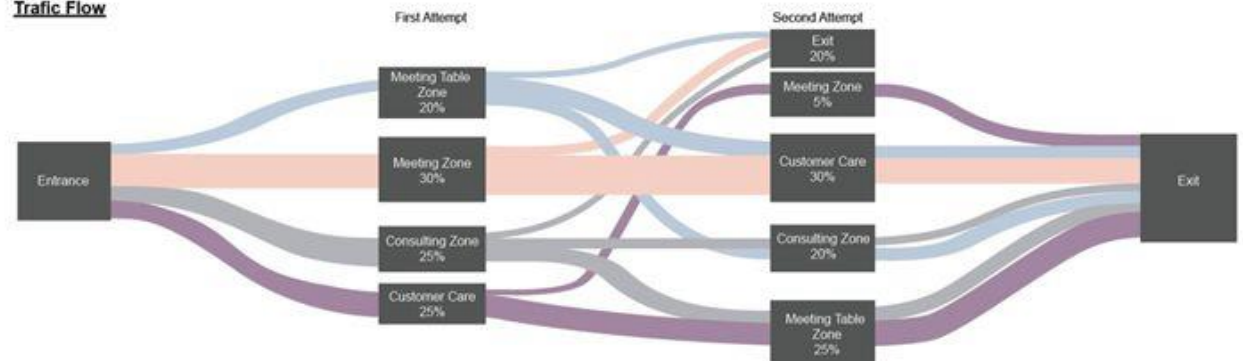 Trafic Flow
First Attempt
Second Attempt
Entrance
Meeting Table
Zone
20%
Meeting Zone
30%
Consulting Zone
25%
Customer Care
25%
Exit
20%
Meeting Zone
5%
Customer Care
30%
Consulting Zone
20%
Meeting Table
Zone
25%
Exit